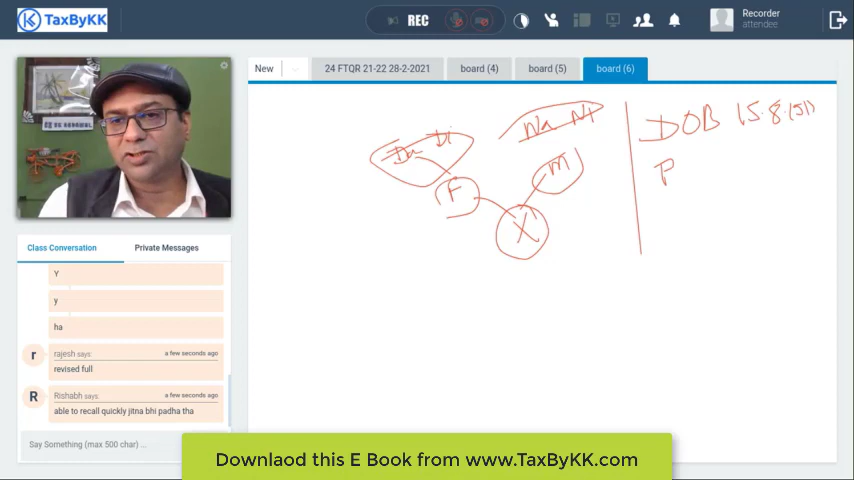 TaxByKK
REC
Recorder
attendee
New
24 FTQR 21-22 28-2-2021
board (4)
board (5)
board (6)
Da Di
Na Ni
F
M
X
DOB 15.8.(51)
P
Class Conversation
Private Messages
Y
y
ha
r
rajesh says:
a few seconds ago
revised full
R
Rishabh says:
a few seconds ago
able to recall quickly jitna bhi padha tha
Say Something (max 500 char) ...
Downlaod this E Book from www.TaxByKK.com